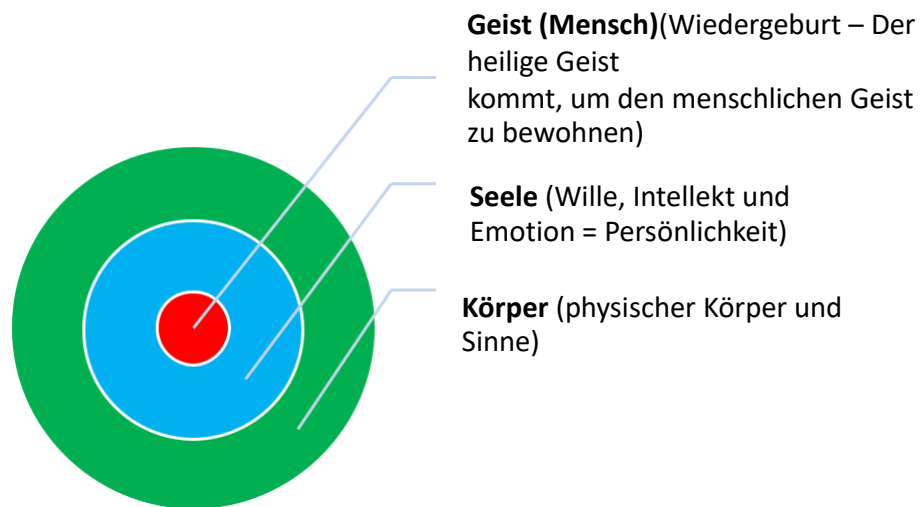 Geist (Mensch)(Wiedergeburt – Der
heilige Geist
kommt, um den menschlichen Geist
zu bewohnen)
Seele (Wille, Intellekt und
Emotion = Persönlichkeit)
Körper (physischer Körper und
Sinne)